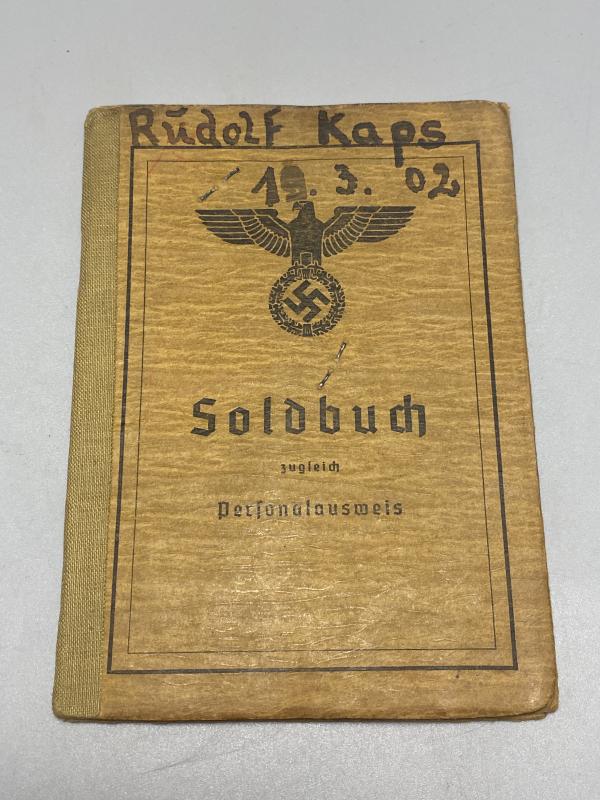 Rudolf Kaps
19. 3. 02
Soldbuch
zugleich
Personalausweis